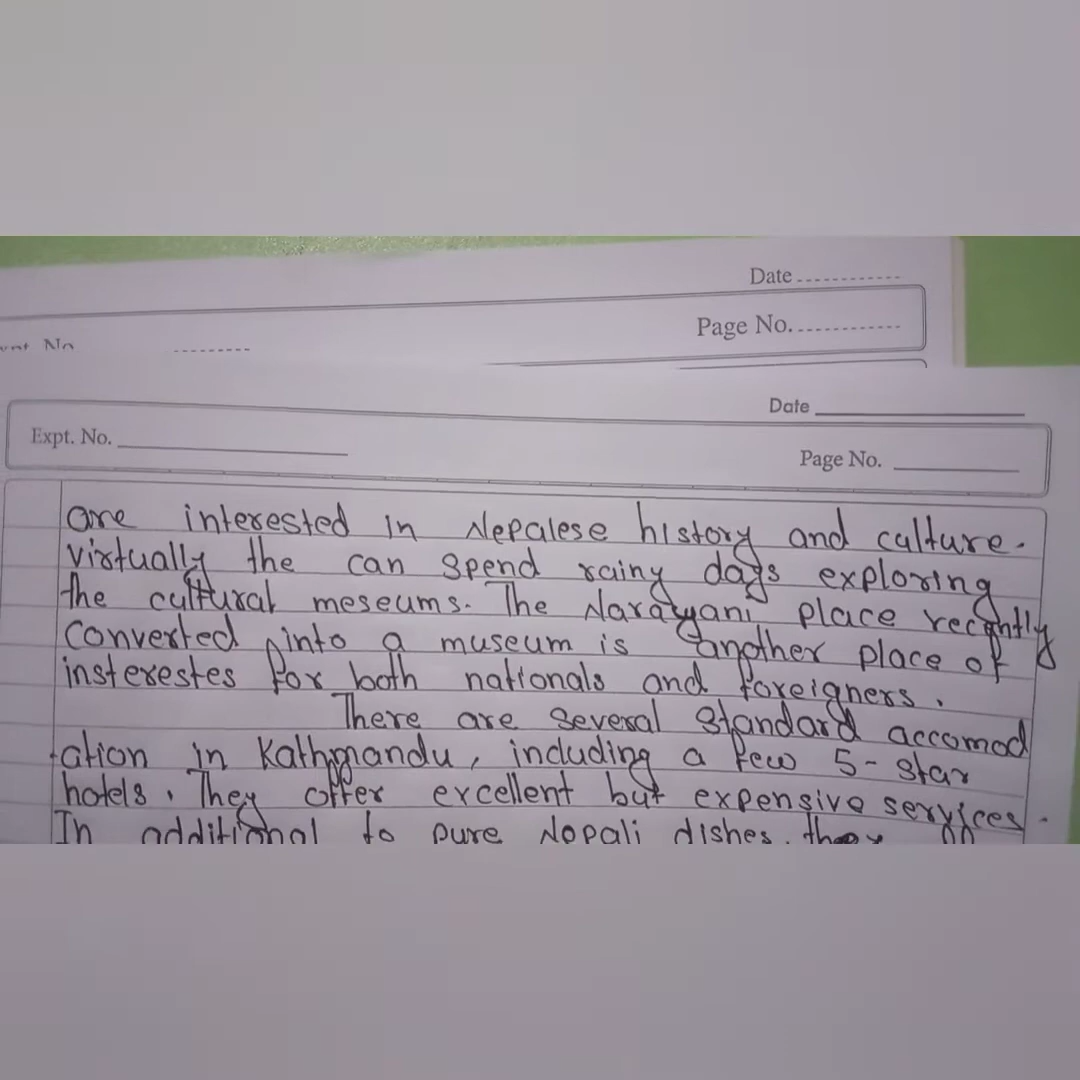 Date
Page No.
Date
Expt. No.
Page No.
are interested in Nepalese history and culture.
virtually the can spend rainy days exploring
the cultural meseums. The Narayani place recently
converted into a museum is another place of
insterestes for both nationals and foreigners.
There are several standard accomod
-ation in Kathmandu, including a few 5-star
hotels. They offer excellent but expensive services.
In additional to pure Nepali dishes, they